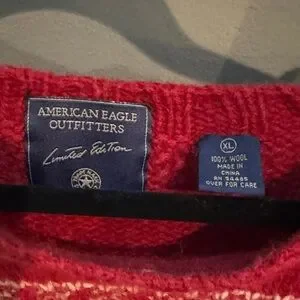 AMERICAN EAGLE
OUTFITTERS
Limited Edition
XL
100% WOOL
MADE IN
CHINA
RN 54485
OVER FOR CARE